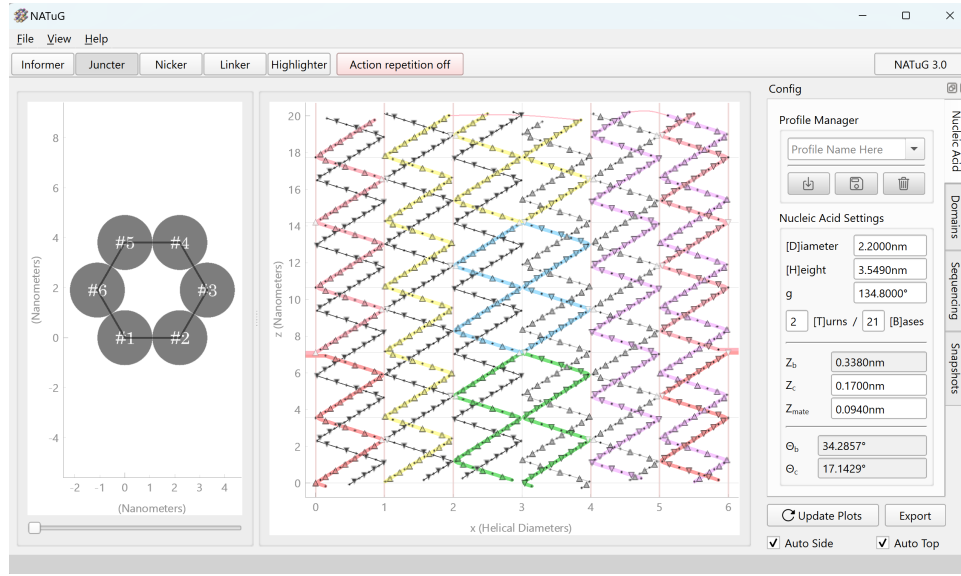 NATuG
File View Help
Informer Juncter Nicker Linker Highlighter Action repetition off NATuG 3.0
Config
Profile Manager
Profile Name Here
Nucleic Acid Settings
[D]iameter 2.2000nm
[H]eight 3.5490nm
g 134.8000°
2 [T]urns / 21 [B]ases
Z_b 0.3380nm
Z_c 0.1700nm
Z_mate 0.0940nm
Θ_b 34.2857°
Θ_c 17.1429°
Update Plots Export
Auto Side Auto Top
Nucleic Acid
Domains
Sequencing
Snapshots
(Nanometers)
8
6
4
2
0
-2
-4
#5 #4
#6 #3
#1 #2
-2 -1 0 1 2 3 4
(Nanometers)
z (Nanometers)
20
18
16
14
12
10
8
6
4
2
0
0 1 2 3 4 5 6
x (Helical Diameters)